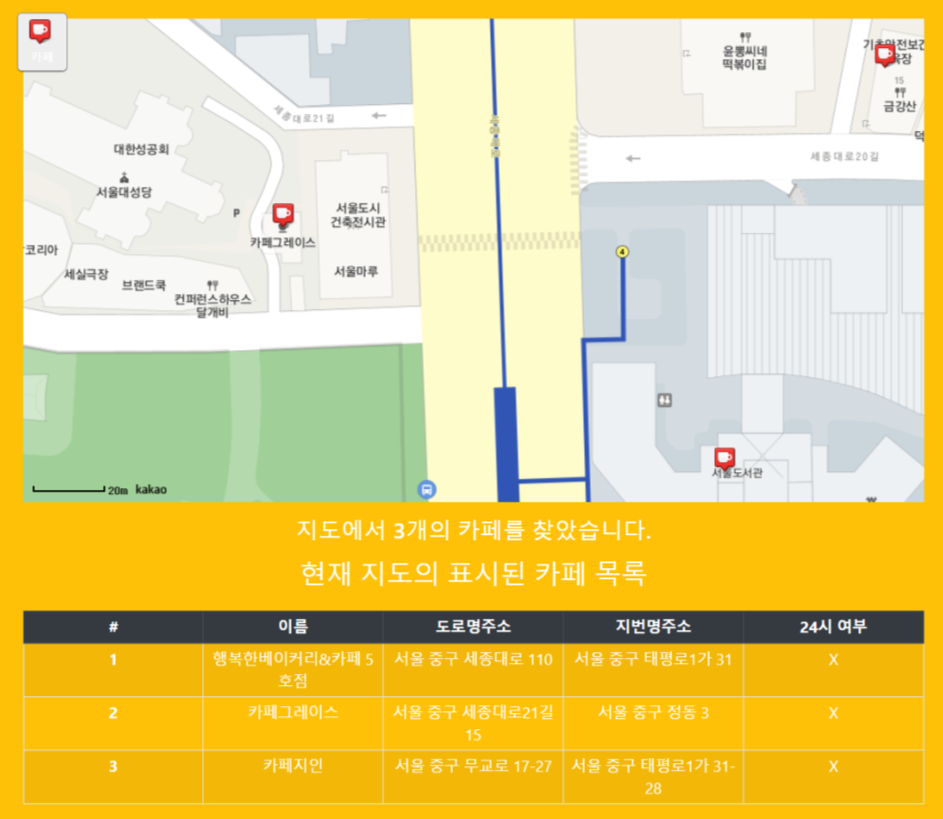 카페
윤뽕씨네
떡볶이집
15
금강산
세종대로21길
세종대로20길
대한성공회
서울대성당
P
카페그레이스
서울도시
건축전시관
서울마루
코리아
세실극장
브랜드쿡
컨퍼런스하우스
달개비
4
서울도서관
20m kakao
지도에서 3개의 카페를 찾았습니다.
현재 지도의 표시된 카페 목록
# 이름 도로명주소 지번명주소 24시 여부
1 행복한베이커리&카페 5 서울 중구 세종대로 110 서울 중구 태평로1가 31 X
호점
2 카페그레이스 서울 중구 세종대로21길 서울 중구 정동 3 X
15
3 카페지인 서울 중구 무교로 17-27 서울 중구 태평로1가 31- X
28